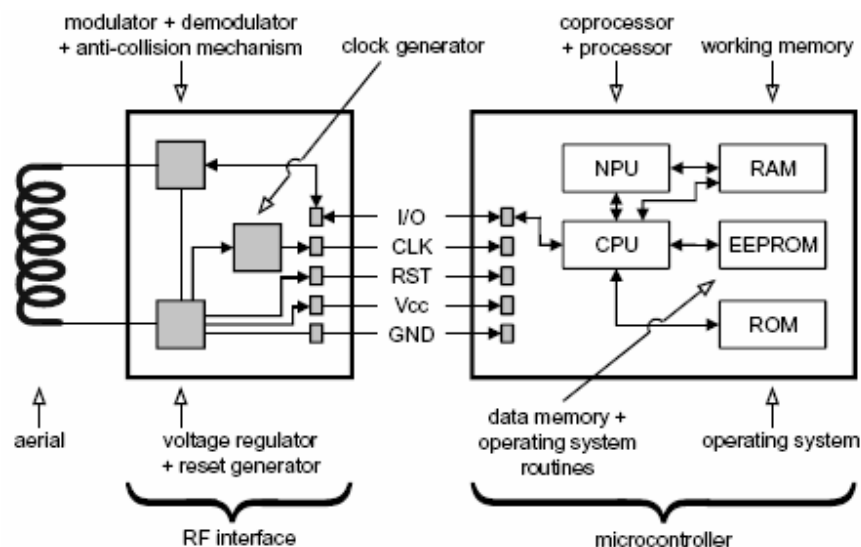 modulator + demodulator
+ anti-collision mechanism
clock generator
coprocessor
+ processor
working memory
NPU
RAM
I/O
CLK
CPU
EEPROM
RST
Vcc
GND
ROM
aerial
voltage regulator
+ reset generator
data memory +
operating system
routines
operating system
RF interface
microcontroller